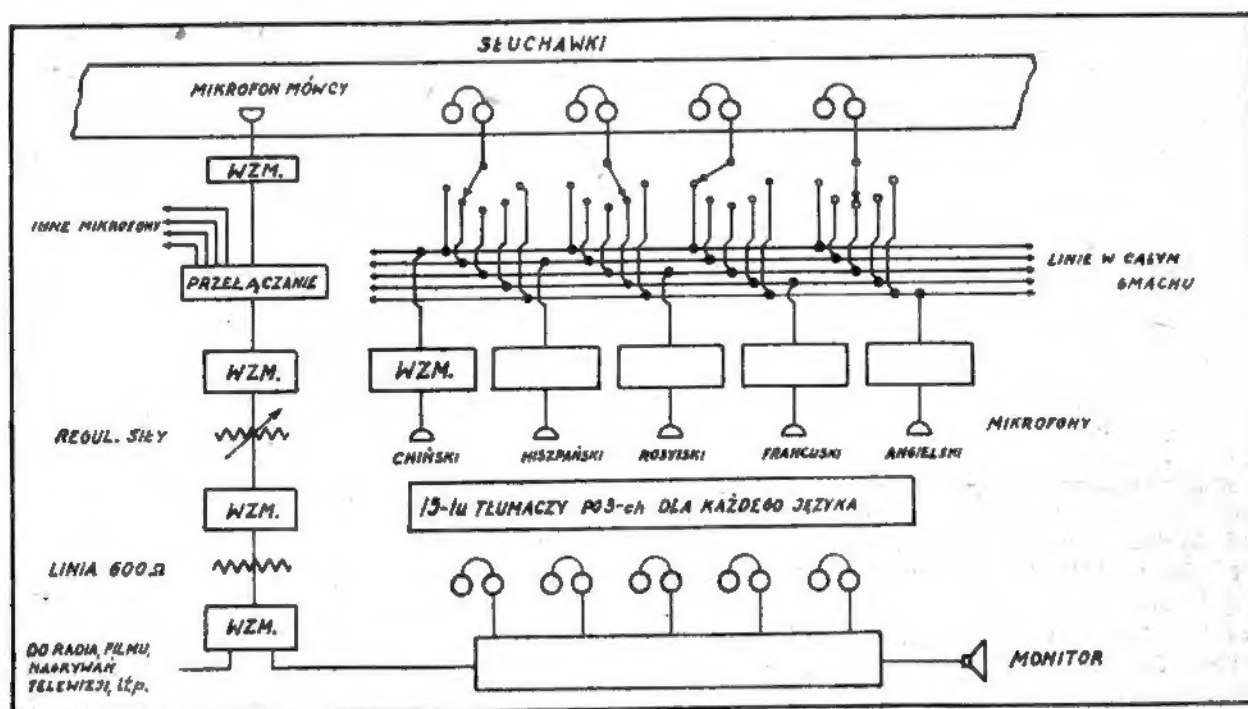 SŁUCHAWKI
MIKROFON MÓWCY
WZM.
INNE MIKROFONY
PRZEŁĄCZANIE
LINIE W CAŁYM
GMACHU
WZM.
WZM.
REGUL. SIŁY
MIKROFONY
CHIŃSKI
HISZPAŃSKI
ROSYJSKI
FRANCUSKI
ANGIELSKI
WZM.
15-tu TŁUMACZY PO 3-ch DLA KAŻDEGO JĘZYKA
LINIA 600 Ω
WZM.
DO RADIA, FILMU,
NAGRYWAŃ
TELEWIZJI, I.T.P.
MONITOR